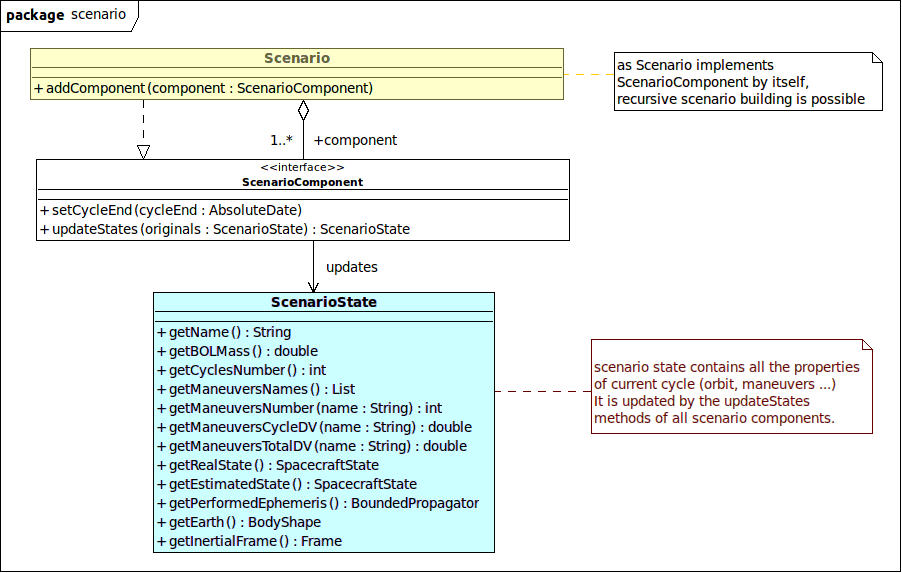 package scenario
Scenario
+ addComponent(component : ScenarioComponent)
as Scenario implements
ScenarioComponent by itself,
recursive scenario building is possible
1..* +component
<<interface>>
ScenarioComponent
+ setCycleEnd(cycleEnd : AbsoluteDate)
+ updateStates(originals : ScenarioState) : ScenarioState
updates
ScenarioState
+ getName() : String
+ getBOLMass() : double
+ getCyclesNumber() : int
+ getManeuversNames() : List
+ getManeuversNumber(name : String) : int
+ getManeuversCycleDV(name : String) : double
+ getManeuversTotalDV(name : String) : double
+ getRealState() : SpacecraftState
+ getEstimatedState() : SpacecraftState
+ getPerformedEphemeris() : BoundedPropagator
+ getEarth() : BodyShape
+ getInertialFrame() : Frame
scenario state contains all the properties
of current cycle (orbit, maneuvers ...)
It is updated by the updateStates
methods of all scenario components.